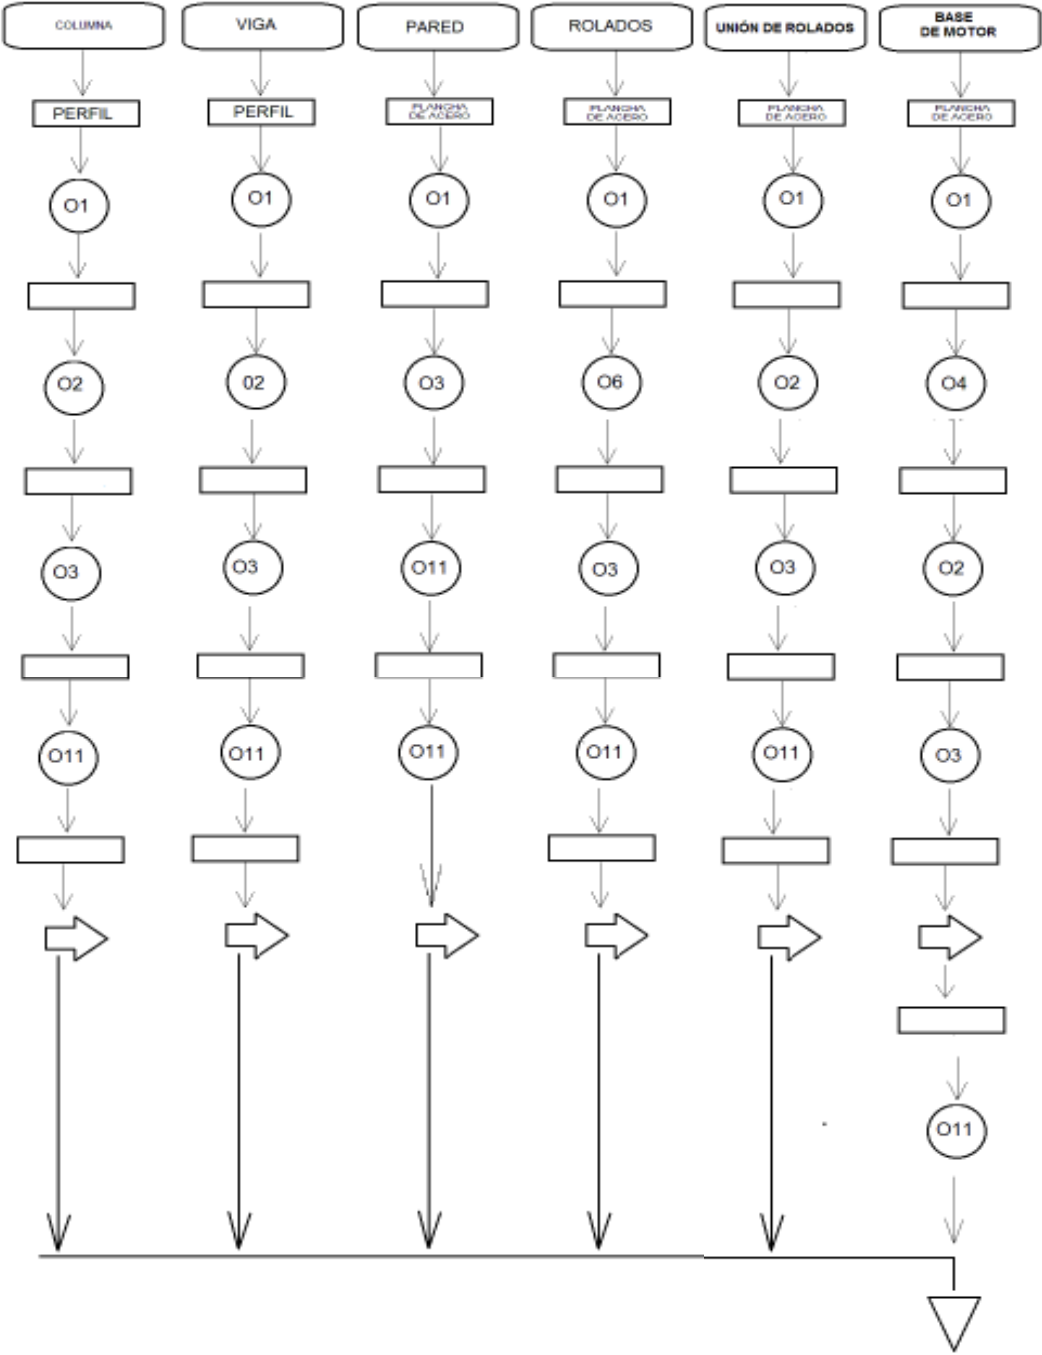 COLUMNA
VIGA
PARED
ROLADOS
UNIÓN DE ROLADOS
BASE
DE MOTOR
PERFIL
PERFIL
PLANCHA
DE ACERO
PLANCHA
DE ACERO
PLANCHA
DE ACERO
PLANCHA
DE ACERO
O1
O1
O1
O1
O1
O1
O2
02
O3
O6
O2
O4
O3
O3
O11
O3
O3
O2
O11
O11
O11
O11
O11
O3
O11